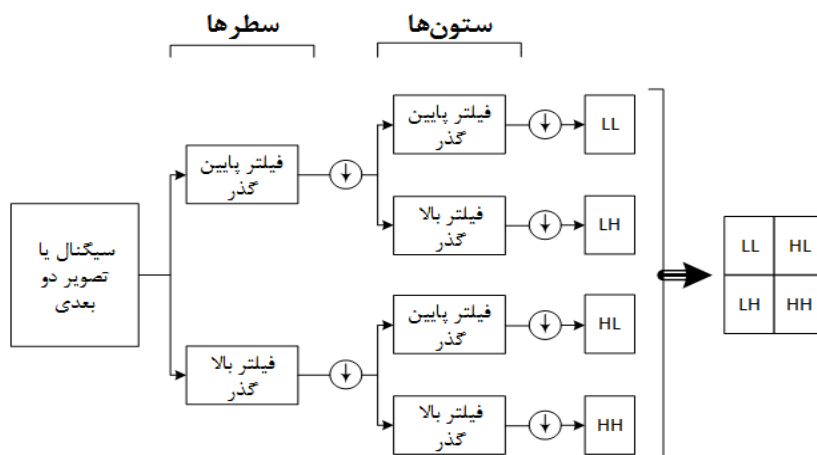 سطرها
ستون‌ها
فیلتر پایین
گذر
LL
فیلتر پایین
گذر
فیلتر بالا
گذر
LH
سیگنال یا
تصویر دو
بعدی
LL HL
LH HH
فیلتر پایین
گذر
HL
فیلتر بالا
گذر
فیلتر بالا
گذر
HH